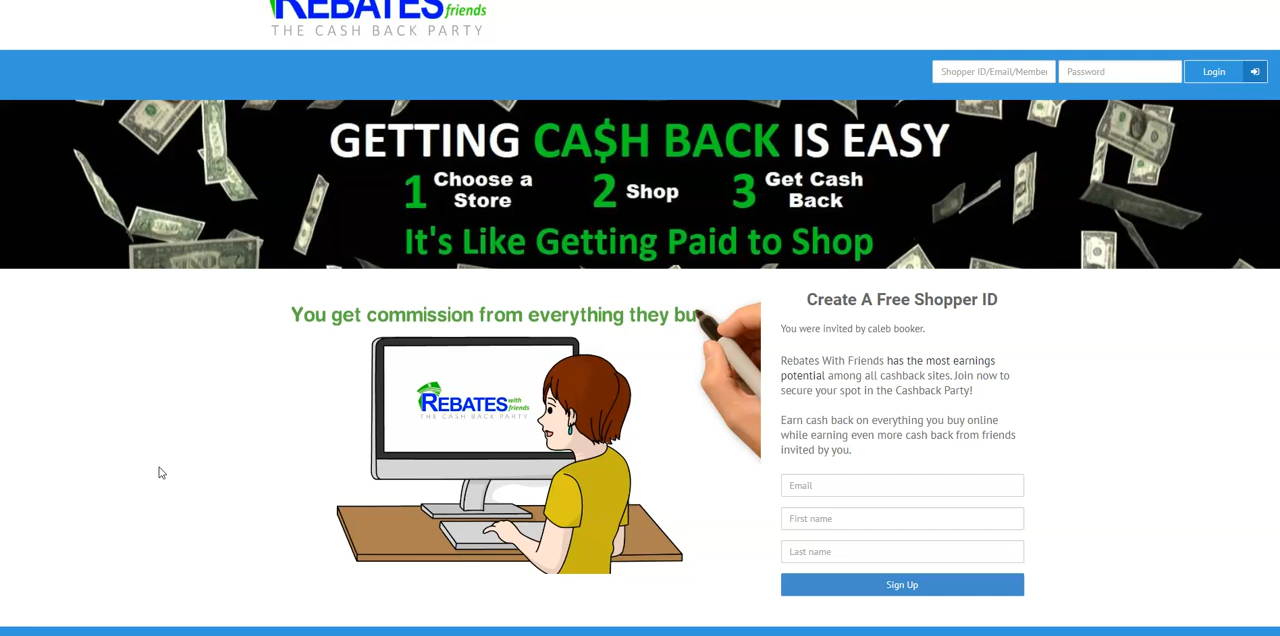 REBATES friends
THE CASH BACK PARTY
Shopper ID/Email/Member
Password
Login
GETTING CA$H BACK IS EASY
1 Choose a Store
2 Shop
3 Get Cash Back
It's Like Getting Paid to Shop
You get commission from everything they bu
REBATES with friends
THE CASH BACK PARTY
Create A Free Shopper ID
You were invited by caleb booker.
Rebates With Friends has the most earnings
potential among all cashback sites. Join now to
secure your spot in the Cashback Party!
Earn cash back on everything you buy online
while earning even more cash back from friends
invited by you.
Email
First name
Last name
Sign Up